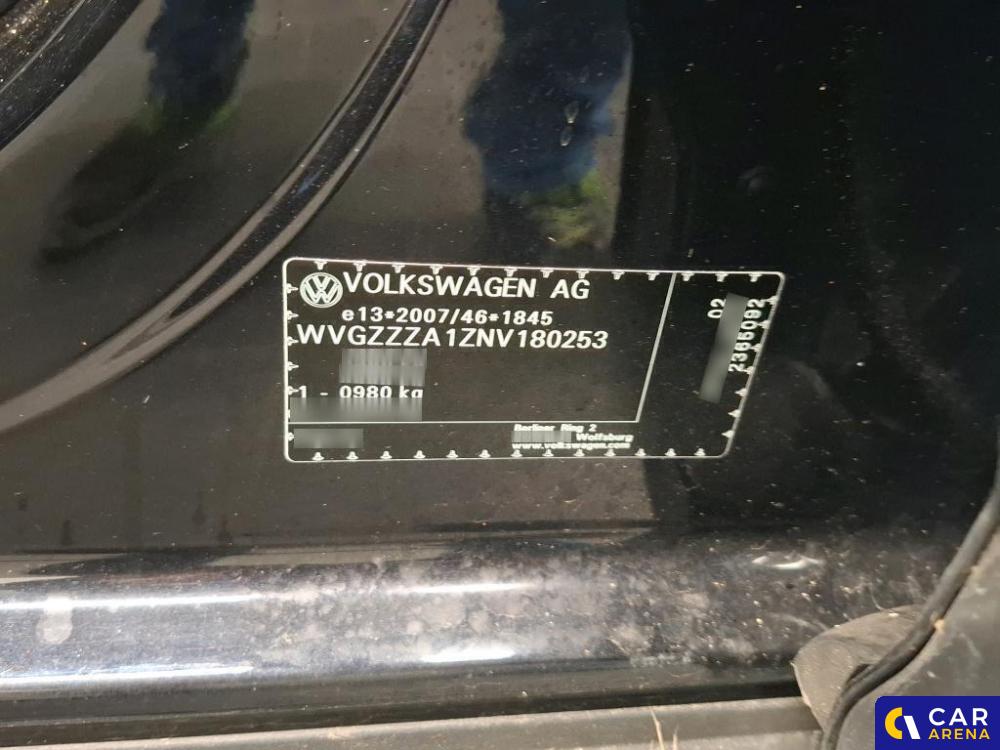 VOLKSWAGEN AG
e13*2007/46*1845
WVGZZZA1ZNV180253
1 - 0980 kg
Berliner Ring 2
Wolfsburg
www.volkswagen.com
02
2365092
CAR
ARENA